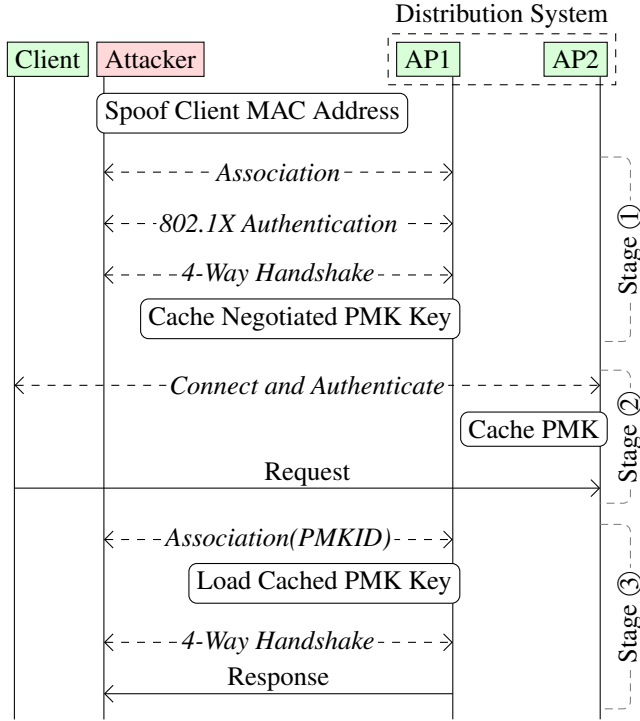 Distribution System
Client
Attacker
AP1
AP2
Spoof Client MAC Address
Association
802.1X Authentication
4-Way Handshake
Cache Negotiated PMK Key
Stage ①
Connect and Authenticate
Cache PMK
Request
Stage ②
Association(PMKID)
Load Cached PMK Key
4-Way Handshake
Response
Stage ③